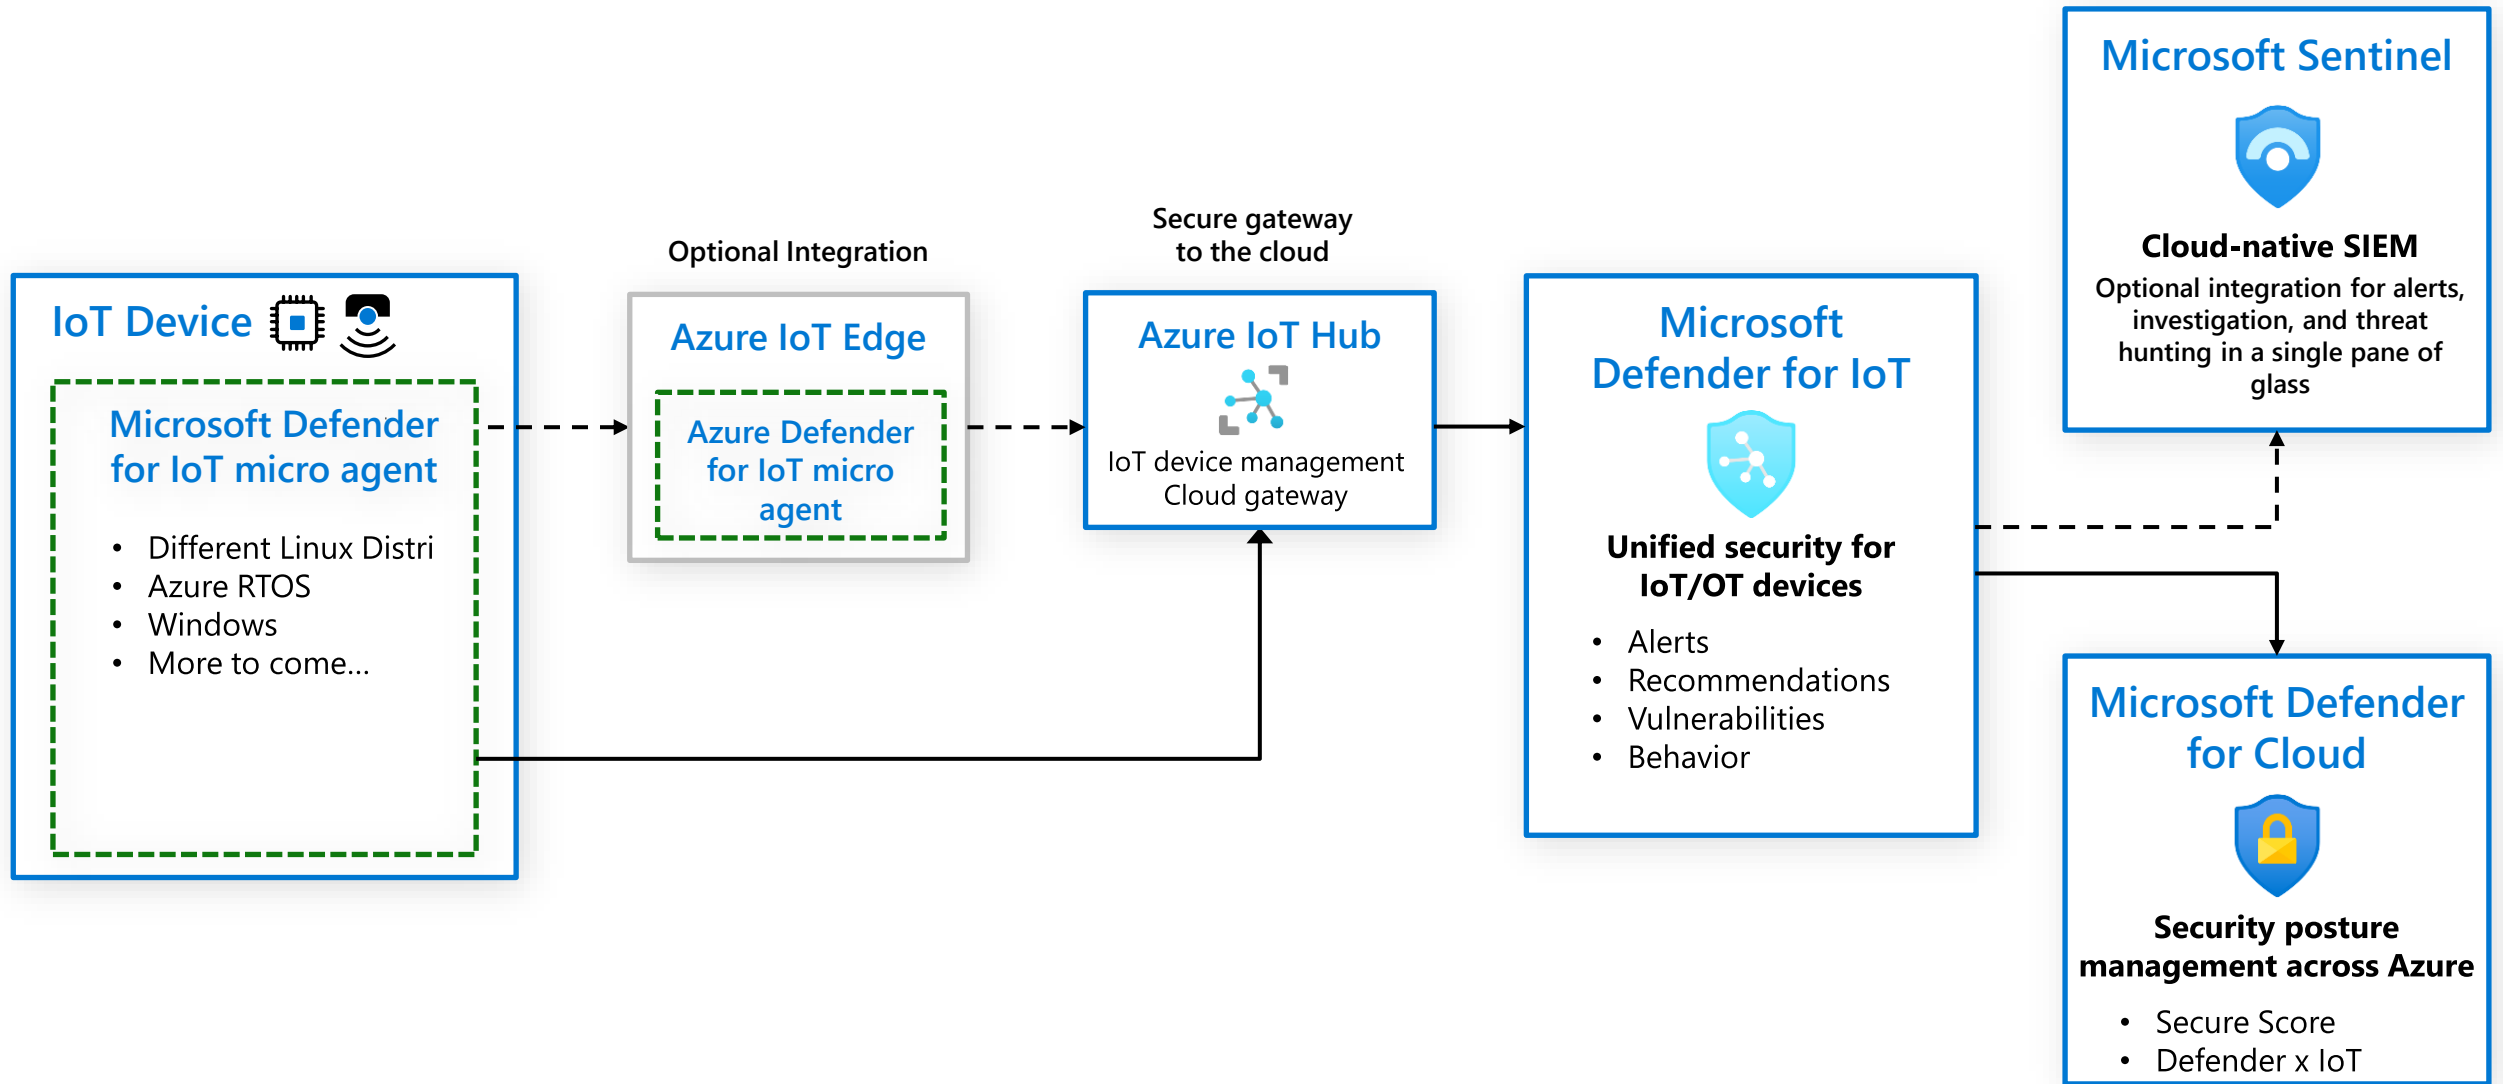 IoT Device
Microsoft Defender
for IoT micro agent
• Different Linux Distri
• Azure RTOS
• Windows
• More to come...
Optional Integration
Azure IoT Edge
Azure Defender
for IoT micro
agent
Secure gateway
to the cloud
Azure IoT Hub
IoT device management
Cloud gateway
Microsoft
Defender for IoT
Unified security for
IoT/OT devices
• Alerts
• Recommendations
• Vulnerabilities
• Behavior
Microsoft Sentinel
Cloud-native SIEM
Optional integration for alerts,
investigation, and threat
hunting in a single pane of
glass
Microsoft Defender
for Cloud
Security posture
management across Azure
• Secure Score
• Defender x IoT